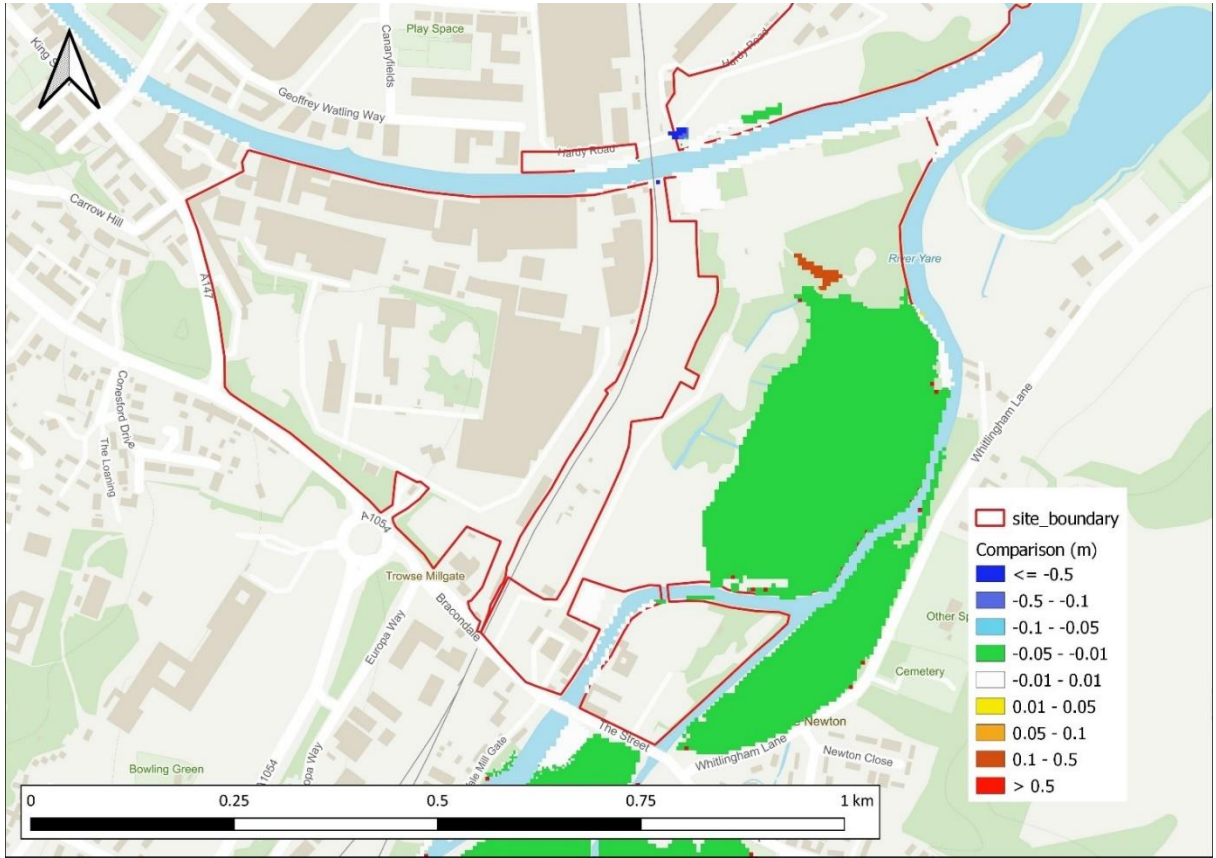 Play Space
Canaryfields
King S
Hardy Road
Geoffrey Watling Way
Hardy Road
Carrow Hill
A147
River Yare
Conesford Drive
The Loaning
Whitlingham Lane
A1054
Trowse Millgate
Bracondale
Europa Way
Other Sp
Cemetery
Newton
The Street
Whitlingham Lane
Newton Close
ale Mill Gate
Bowling Green
A1054
ropa Way
site_boundary
Comparison (m)
<= -0.5
-0.5 - -0.1
-0.1 - -0.05
-0.05 - -0.01
-0.01 - 0.01
0.01 - 0.05
0.05 - 0.1
0.1 - 0.5
> 0.5
0 0.25 0.5 0.75 1 km